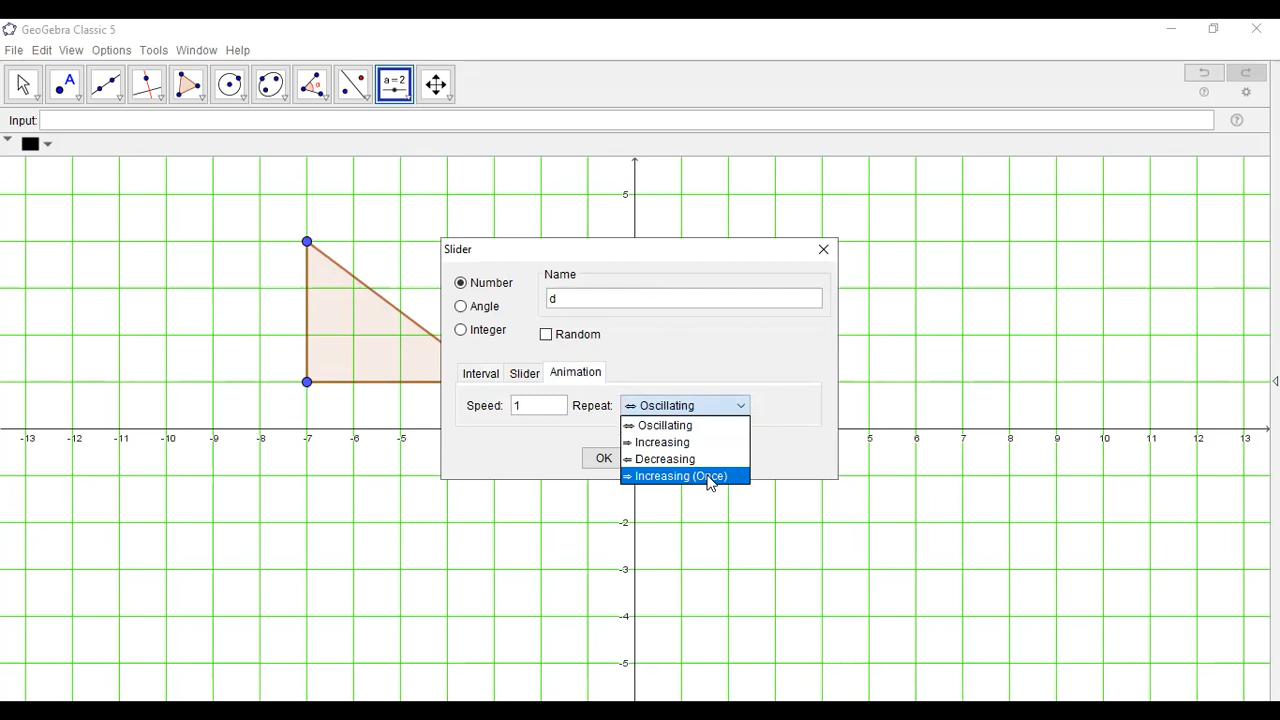 GeoGebra Classic 5
File Edit View Options Tools Window Help
A
α
a=2
Input:
5
Slider
Number
Name
Angle
d
Integer
Random
Interval Slider Animation
Speed: 1 Repeat: Oscillating
Oscillating
Increasing
Decreasing
Increasing (Once)
OK
-13 -12 -11 -10 -9 -8 -7 -6 -5 5 6 7 8 9 10 11 12 13
-2
-3
-4
-5